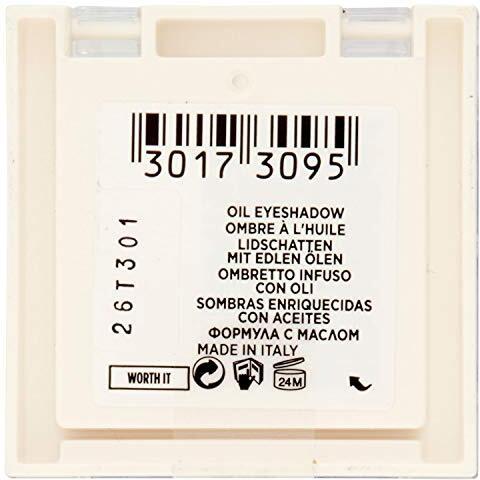 3017 3095
26T301
OIL EYESHADOW
OMBRE À L'HUILE
LIDSCHATTEN
MIT EDLEN ÖLEN
OMBRETTO INFUSO
CON OLI
SOMBRAS ENRIQUECIDAS
CON ACEITES
ФОРМУЛА С МАСЛОМ
MADE IN ITALY
WORTH IT
24M